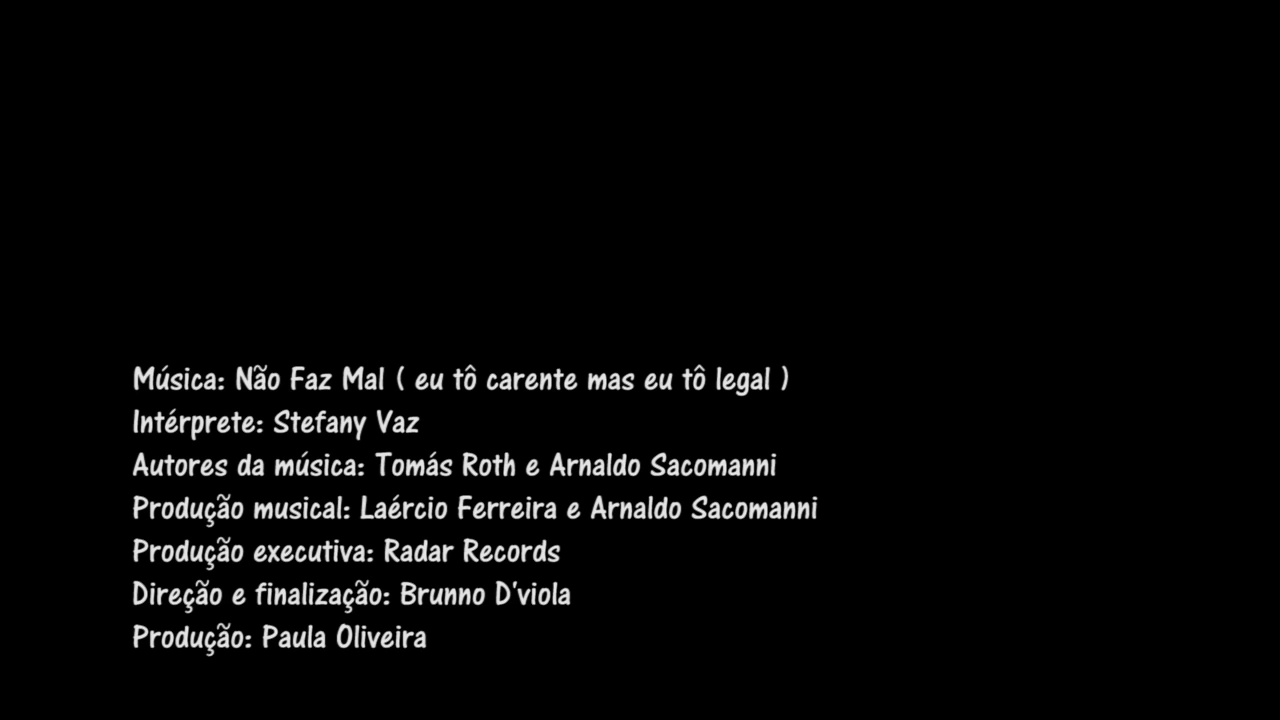 Música: Não Faz Mal ( eu tô carente mas eu tô legal )
Intérprete: Stefany Vaz
Autores da música: Tomás Roth e Arnaldo Sacomanni
Produção musical: Laércio Ferreira e Arnaldo Sacomanni
Produção executiva: Radar Records
Direção e finalização: Brunno D'viola
Produção: Paula Oliveira